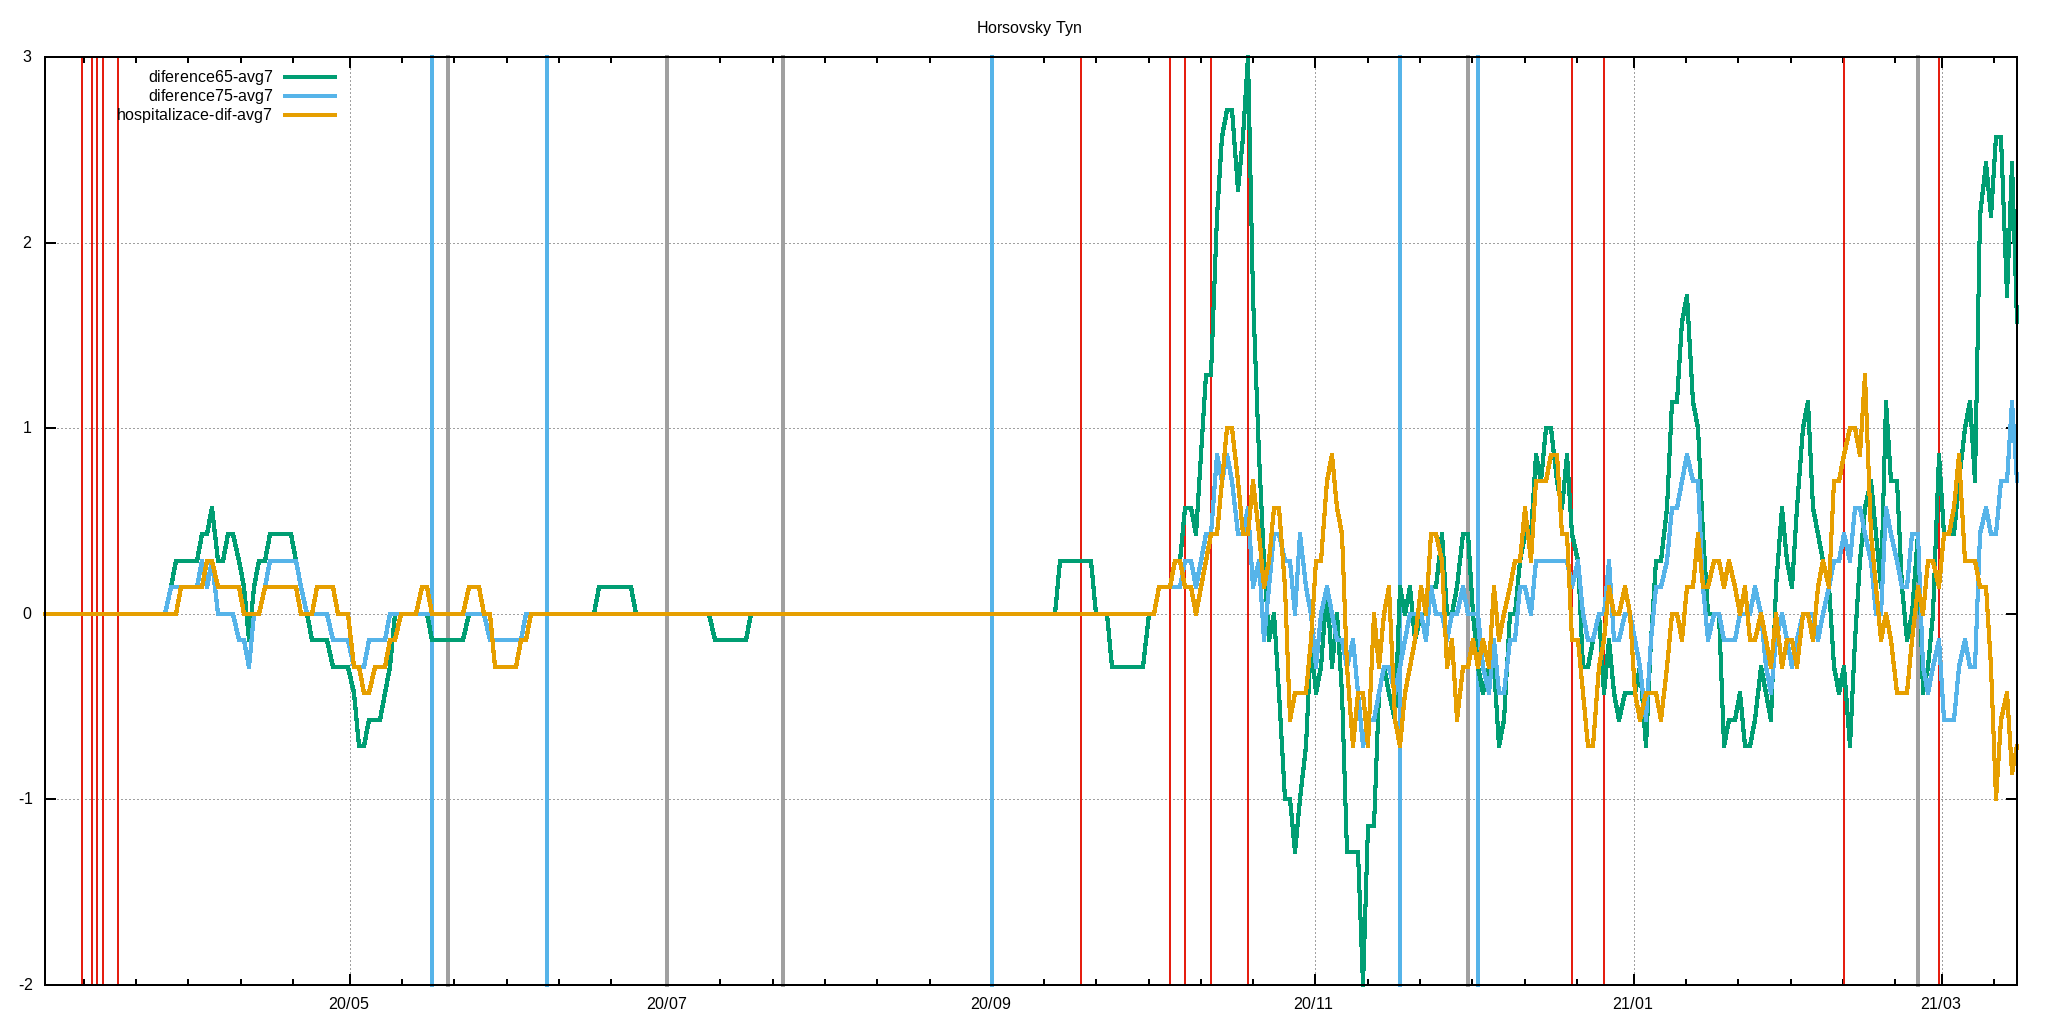 Horsovsky Tyn
diference65-avg7
diference75-avg7
hospitalizace-dif-avg7
3
2
1
0
-1
-2
20/05 20/07 20/09 20/11 21/01 21/03